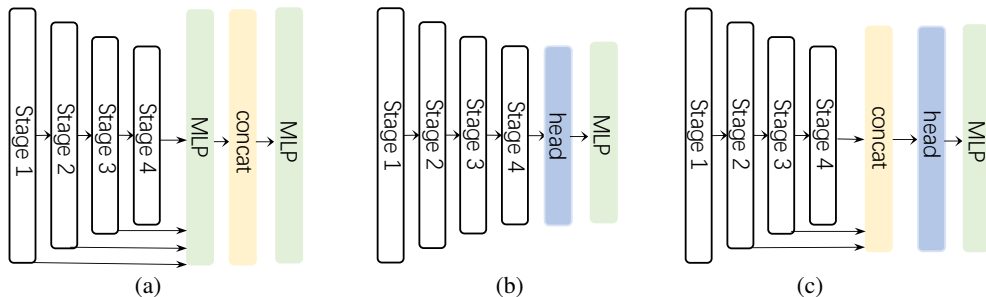 Stage 1
Stage 2
Stage 3
Stage 4
MLP
concat
MLP
(a)
Stage 1
Stage 2
Stage 3
Stage 4
head
MLP
(b)
Stage 1
Stage 2
Stage 3
Stage 4
concat
head
MLP
(c)